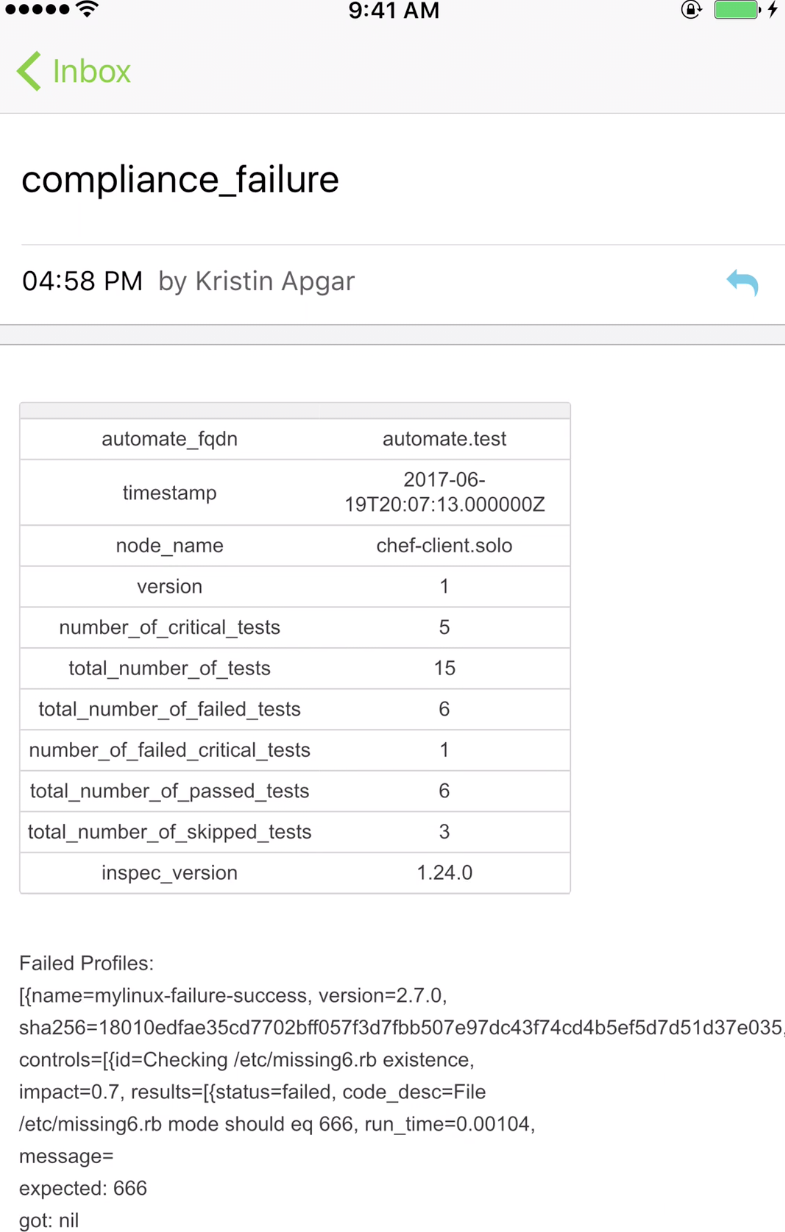 9:41 AM
Inbox
compliance_failure
04:58 PM by Kristin Apgar
automate_fqdn automate.test
timestamp 2017-06-
19T20:07:13.000000Z
node_name chef-client.solo
version 1
number_of_critical_tests 5
total_number_of_tests 15
total_number_of_failed_tests 6
number_of_failed_critical_tests 1
total_number_of_passed_tests 6
total_number_of_skipped_tests 3
inspec_version 1.24.0
Failed Profiles:
[{name=mylinux-failure-success, version=2.7.0,
sha256=18010edfae35cd7702bff057f3d7fbb507e97dc43f74cd4b5ef5d7d51d37e035,
controls=[{id=Checking /etc/missing6.rb existence,
impact=0.7, results=[{status=failed, code_desc=File
/etc/missing6.rb mode should eq 666, run_time=0.00104,
message=
expected: 666
got: nil